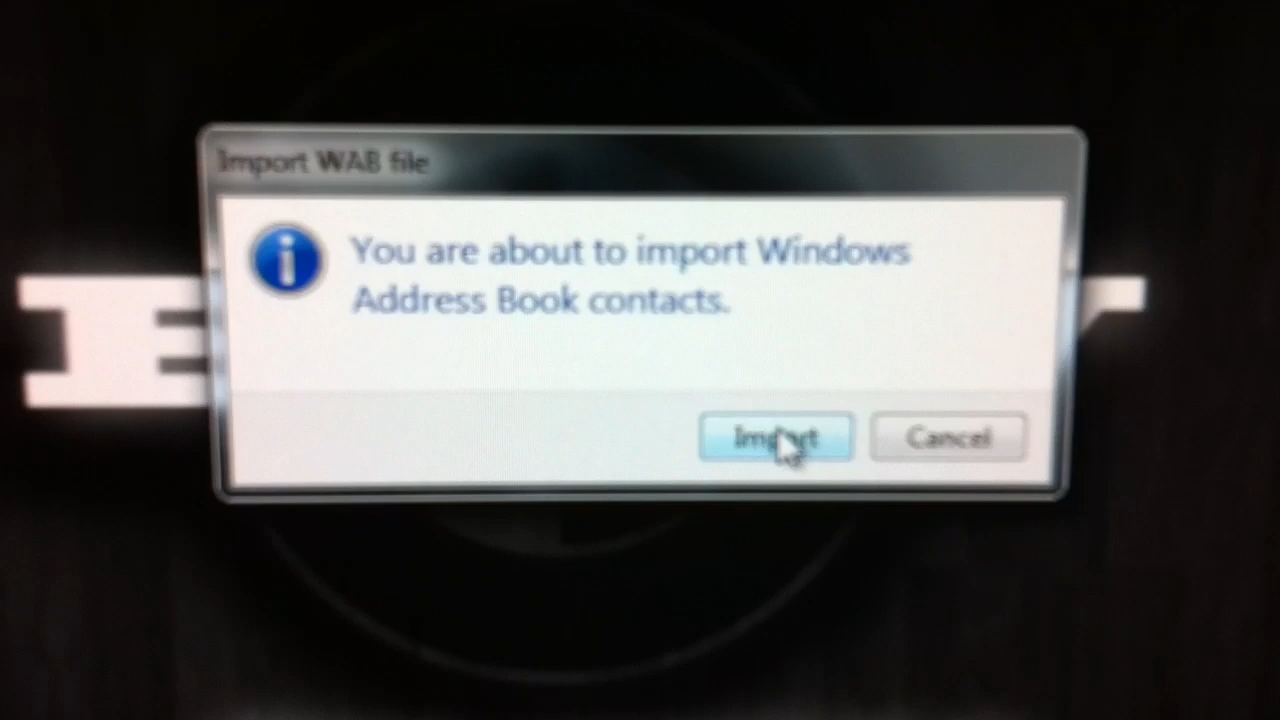 Import WAB file
You are about to import Windows
Address Book contacts.
Import
Cancel